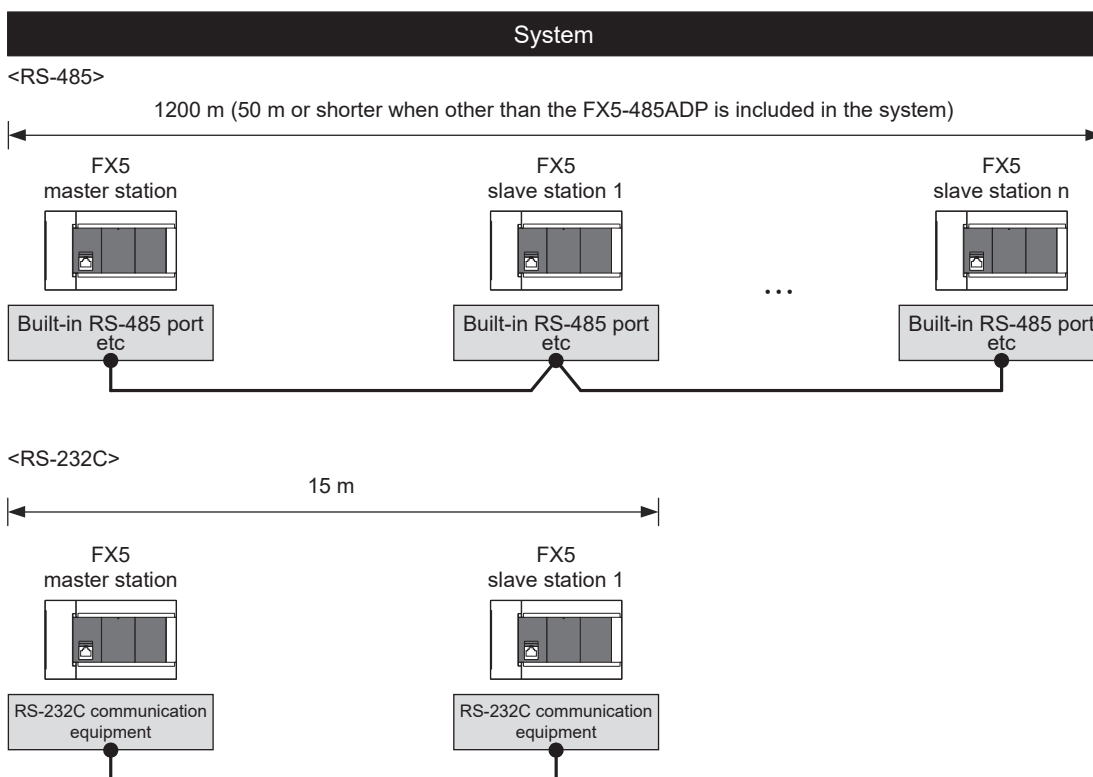 System
<RS-485>
1200 m (50 m or shorter when other than the FX5-485ADP is included in the system)
FX5
master station
FX5
slave station 1
FX5
slave station n
...
Built-in RS-485 port
etc
Built-in RS-485 port
etc
Built-in RS-485 port
etc
<RS-232C>
15 m
FX5
master station
FX5
slave station 1
RS-232C communication
equipment
RS-232C communication
equipment